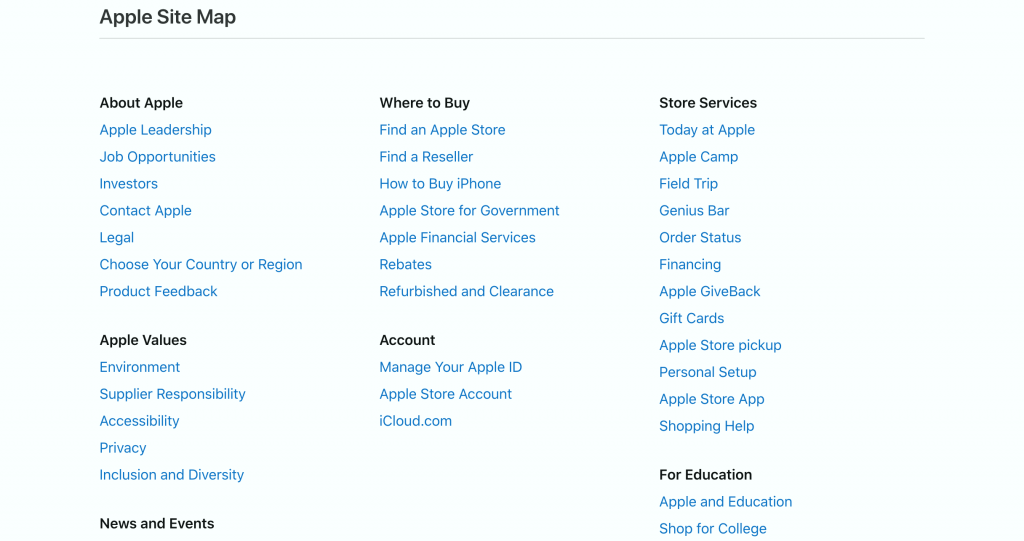 Apple Site Map
About Apple
Apple Leadership
Job Opportunities
Investors
Contact Apple
Legal
Choose Your Country or Region
Product Feedback
Apple Values
Environment
Supplier Responsibility
Accessibility
Privacy
Inclusion and Diversity
News and Events
Where to Buy
Find an Apple Store
Find a Reseller
How to Buy iPhone
Apple Store for Government
Apple Financial Services
Rebates
Refurbished and Clearance
Account
Manage Your Apple ID
Apple Store Account
iCloud.com
Store Services
Today at Apple
Apple Camp
Field Trip
Genius Bar
Order Status
Financing
Apple GiveBack
Gift Cards
Apple Store pickup
Personal Setup
Apple Store App
Shopping Help
For Education
Apple and Education
Shop for College